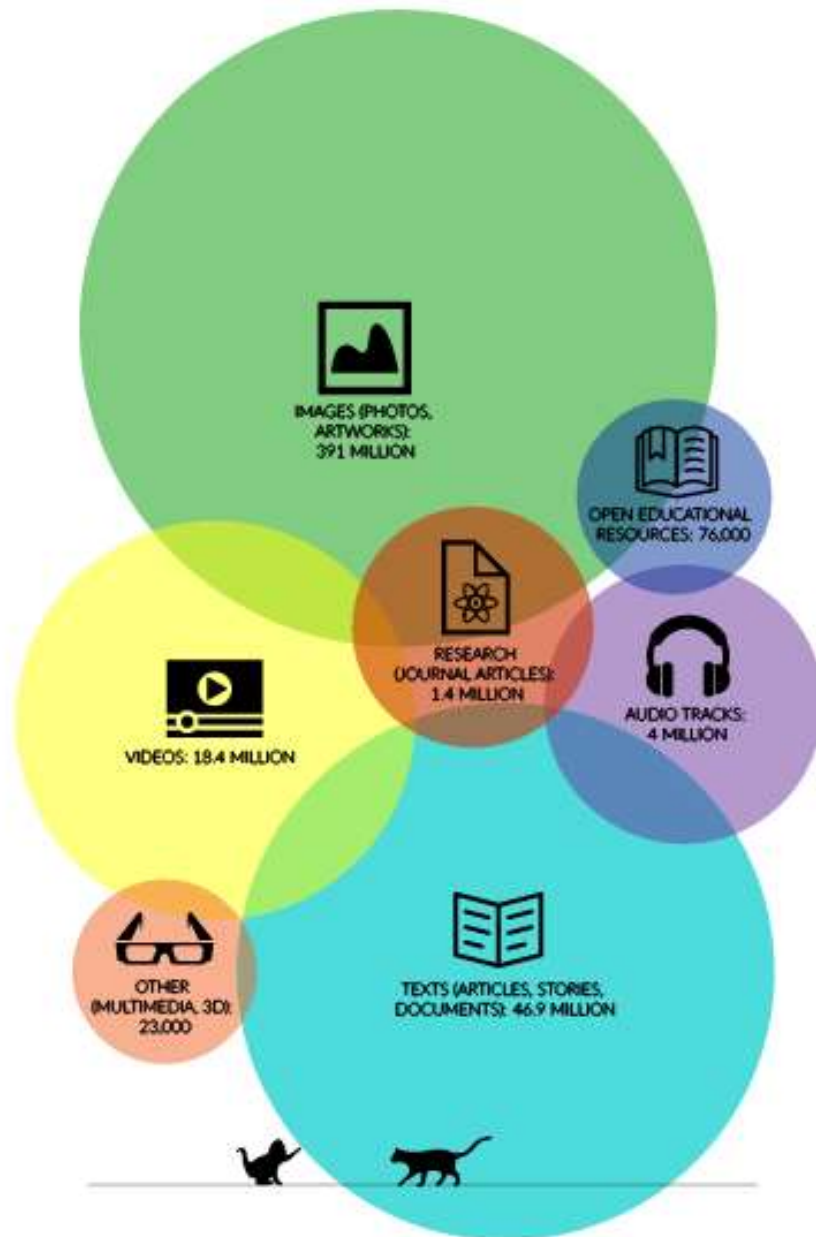 IMAGES (PHOTOS,
ARTWORKS):
391 MILLION
OPEN EDUCATIONAL
RESOURCES: 76,000
RESEARCH
(JOURNAL ARTICLES):
1.4 MILLION
AUDIO TRACKS:
4 MILLION
VIDEOS: 18.4 MILLION
OTHER
(MULTIMEDIA, 3D):
23,000
TEXTS (ARTICLES, STORIES,
DOCUMENTS): 46.9 MILLION